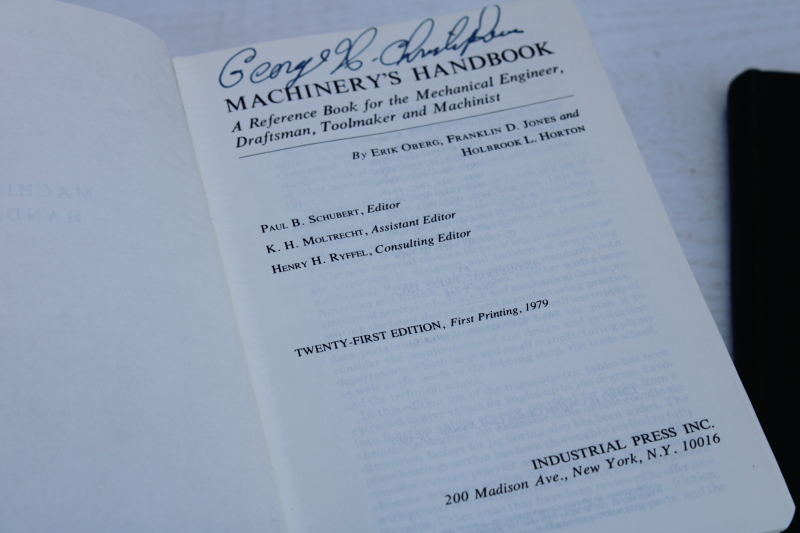 George H. Christophor
MACHINERY'S HANDBOOK
A Reference Book for the Mechanical Engineer,
Draftsman, Toolmaker and Machinist
By ERIK OBERG, FRANKLIN D. JONES and
HOLBROOK L. HORTON
PAUL B. SCHUBERT, Editor
K. H. MOLTRECHT, Assistant Editor
HENRY H. RYFFEL, Consulting Editor
TWENTY-FIRST EDITION, First Printing, 1979
INDUSTRIAL PRESS INC.
200 Madison Ave., New York, N.Y. 10016